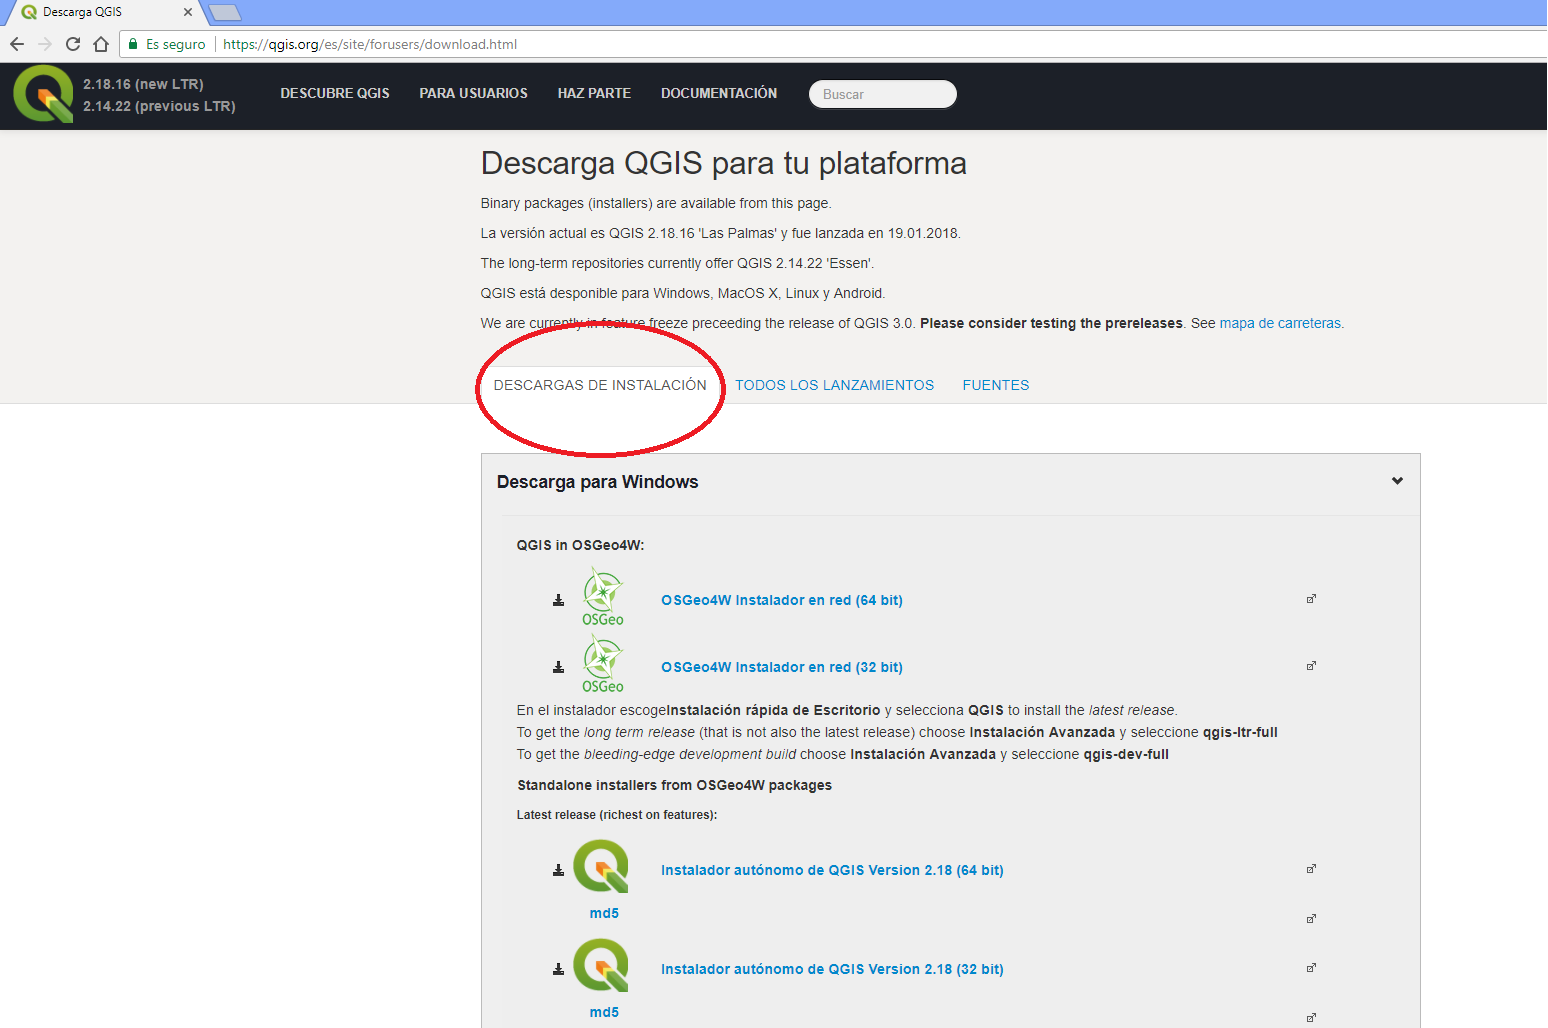 Descarga QGIS
Es seguro
https://qgis.org/es/site/forusers/download.html
2.18.16 (new LTR)
2.14.22 (previous LTR)
DESCUBRE QGIS
PARA USUARIOS
HAZ PARTE
DOCUMENTACIÓN
Buscar
Descarga QGIS para tu plataforma
Binary packages (installers) are available from this page.
La versión actual es QGIS 2.18.16 'Las Palmas' y fue lanzada en 19.01.2018.
The long-term repositories currently offer QGIS 2.14.22 'Essen'.
QGIS está desponible para Windows, MacOS X, Linux y Android.
We are currently in feature freeze preceeding the release of QGIS 3.0. Please consider testing the prereleases. See mapa de carreteras.
DESCARGAS DE INSTALACIÓN
TODOS LOS LANZAMIENTOS
FUENTES
Descarga para Windows
QGIS in OSGeo4W:
OSGeo
OSGeo4W Instalador en red (64 bit)
OSGeo
OSGeo4W Instalador en red (32 bit)
En el instalador escogeInstalación rápida de Escritorio y selecciona QGIS to install the latest release.
To get the long term release (that is not also the latest release) choose Instalación Avanzada y seleccione qgis-ltr-full
To get the bleeding-edge development build choose Instalación Avanzada y seleccione qgis-dev-full
Standalone installers from OSGeo4W packages
Latest release (richest on features):
Instalador autónomo de QGIS Version 2.18 (64 bit)
md5
Instalador autónomo de QGIS Version 2.18 (32 bit)
md5